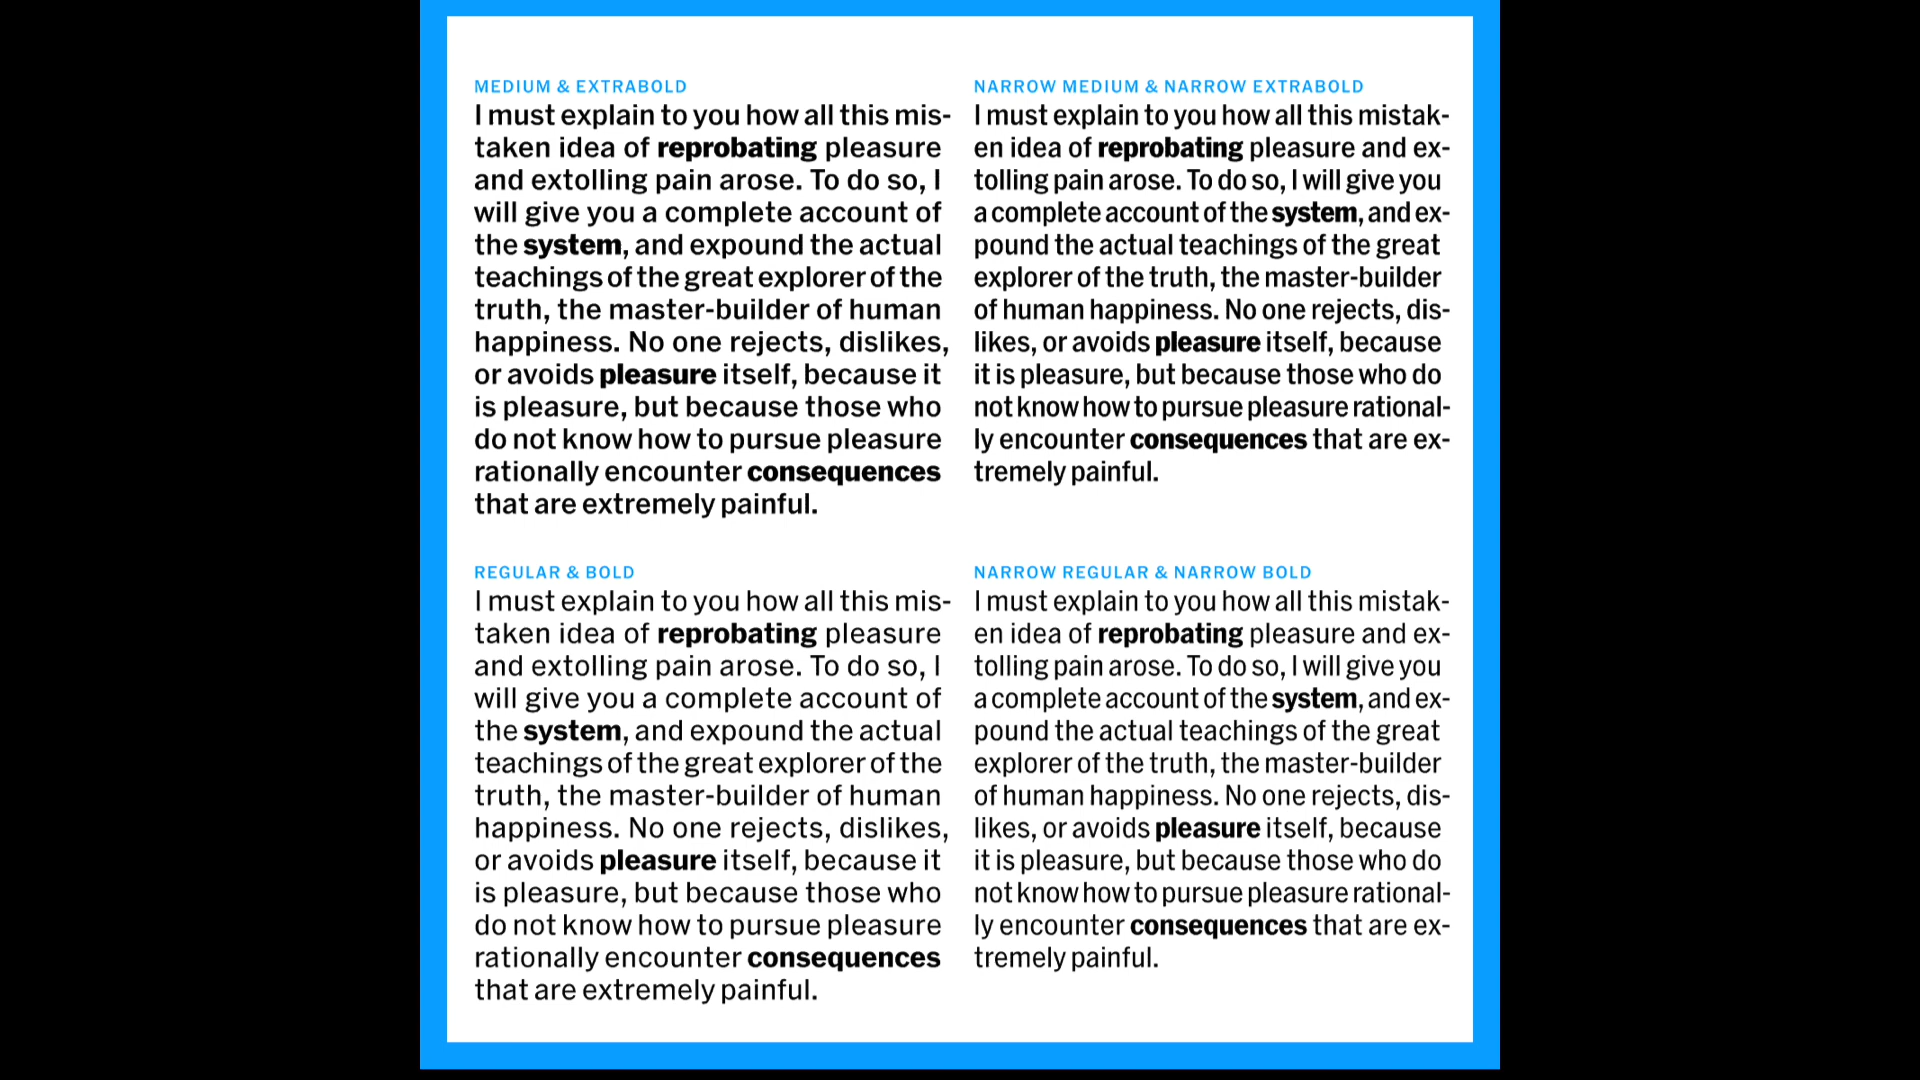 MEDIUM & EXTRABOLD
I must explain to you how all this mis-
taken idea of reprobating pleasure
and extolling pain arose. To do so, I
will give you a complete account of
the system, and expound the actual
teachings of the great explorer of the
truth, the master-builder of human
happiness. No one rejects, dislikes,
or avoids pleasure itself, because it
is pleasure, but because those who
do not know how to pursue pleasure
rationally encounter consequences
that are extremely painful.
NARROW MEDIUM & NARROW EXTRABOLD
I must explain to you how all this mistak-
en idea of reprobating pleasure and ex-
tolling pain arose. To do so, I will give you
a complete account of the system, and ex-
pound the actual teachings of the great
explorer of the truth, the master-builder
of human happiness. No one rejects, dis-
likes, or avoids pleasure itself, because
it is pleasure, but because those who do
not know how to pursue pleasure rational-
ly encounter consequences that are ex-
tremely painful.
REGULAR & BOLD
I must explain to you how all this mis-
taken idea of reprobating pleasure
and extolling pain arose. To do so, I
will give you a complete account of
the system, and expound the actual
teachings of the great explorer of the
truth, the master-builder of human
happiness. No one rejects, dislikes,
or avoids pleasure itself, because it
is pleasure, but because those who
do not know how to pursue pleasure
rationally encounter consequences
that are extremely painful.
NARROW REGULAR & NARROW BOLD
I must explain to you how all this mistak-
en idea of reprobating pleasure and ex-
tolling pain arose. To do so, I will give you
a complete account of the system, and ex-
pound the actual teachings of the great
explorer of the truth, the master-builder
of human happiness. No one rejects, dis-
likes, or avoids pleasure itself, because
it is pleasure, but because those who do
not know how to pursue pleasure rational-
ly encounter consequences that are ex-
tremely painful.